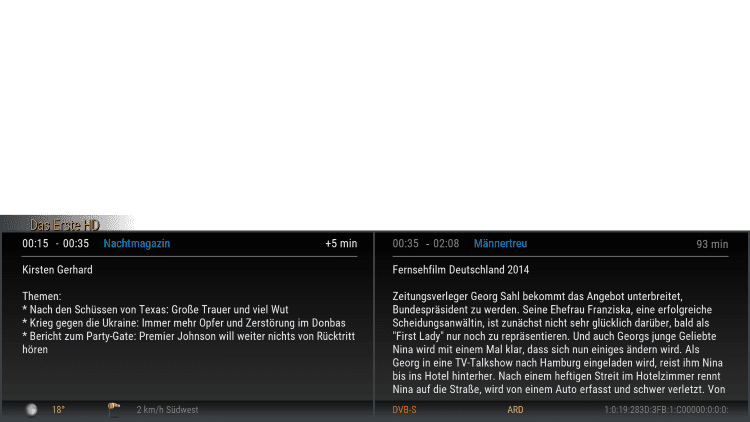 Das Erste HD
00:15 - 00:35 Nachtmagazin +5 min
Kirsten Gerhard
Themen:
* Nach den Schüssen von Texas: Große Trauer und viel Wut
* Krieg gegen die Ukraine: Immer mehr Opfer und Zerstörung im Donbas
* Bericht zum Party-Gate: Premier Johnson will weiter nichts von Rücktritt
hören
18° 2 km/h Südwest
00:35 - 02:08 Männertreu 93 min
Fernsehfilm Deutschland 2014
Zeitungsverleger Georg Sahl bekommt das Angebot unterbreitet,
Bundespräsident zu werden. Seine Ehefrau Franziska, eine erfolgreiche
Scheidungsanwältin, ist zunächst nicht sehr glücklich darüber, bald als
"First Lady" nur noch zu repräsentieren. Und auch Georgs junge Geliebte
Nina wird mit einem Mal klar, dass sich nun einiges ändern wird. Als
Georg in eine TV-Talkshow nach Hamburg eingeladen wird, reist ihm Nina
bis ins Hotel hinterher. Nach einem heftigen Streit im Hotelzimmer rennt
Nina auf die Straße, wird von einem Auto erfasst und schwer verletzt. Von
DVB-S ARD 1:0:19:283D:3FB:1:C00000:0:0:0: